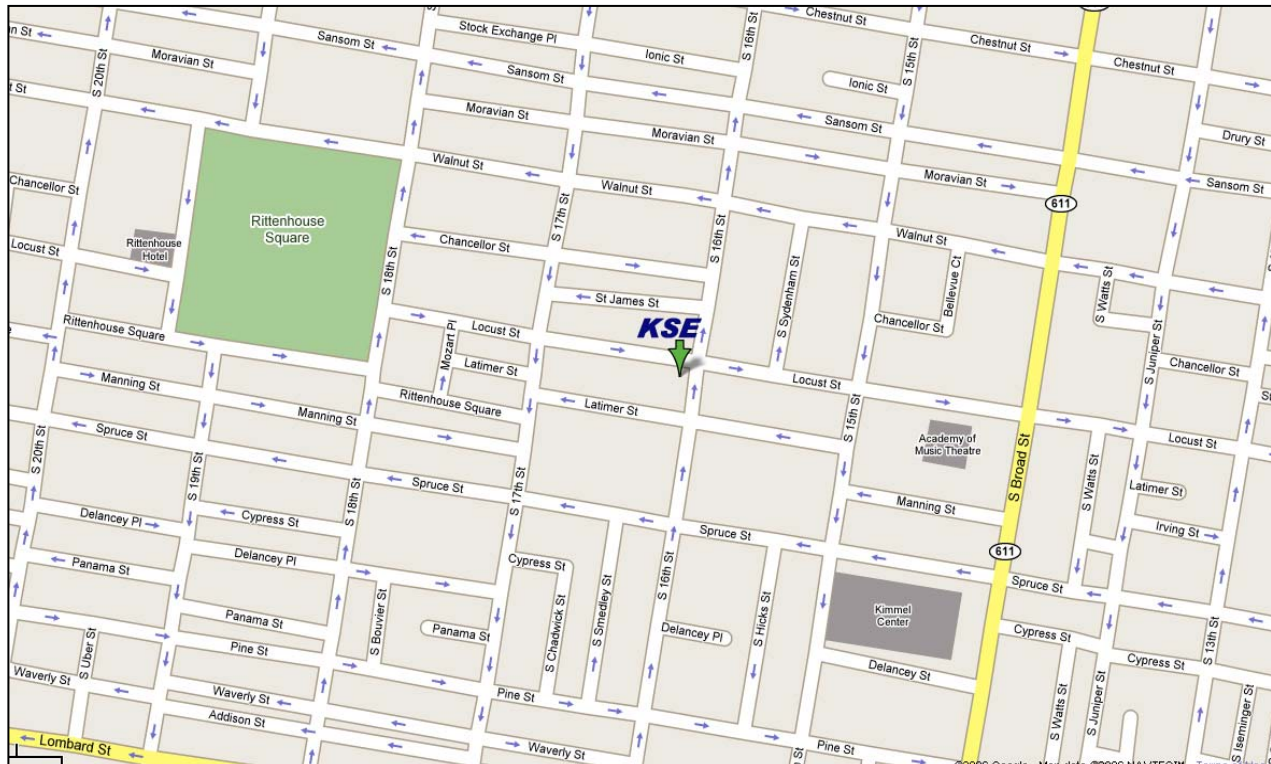 Chestnut St
S 16th St
Stock Exchange Pl
Sansom St
Moravian St
S 20th St
Ionic St
Sansom St
S 15th St
Ionic St
Chestnut St
Chestnut St
Moravian St
Moravian St
Sansom St
Drury St
Walnut St
Walnut St
Moravian St
Sansom St
Chancellor St
611
Rittenhouse
Square
S 17th St
S 16th St
Walnut St
Rittenhouse
Hotel
Locust St
Chancellor St
S 18th St
S Sydenham St
Bellevue Ct
S Watts St
St James St
Chancellor St
S Juniper St
Rittenhouse Square
Locust St
Mozart Pl
KSE
Latimer St
Locust St
Chancellor St
Manning St
Manning St
Rittenhouse Square
Latimer St
S 15th St
Academy of
Music Theatre
Locust St
Spruce St
S 20th St
S 19th St
S 18th St
S 17th St
Spruce St
S Broad St
S Watts St
Latimer St
Manning St
Delancey Pl
Cypress St
Spruce St
Irving St
Delancey Pl
Cypress St
611
Panama St
S 16th St
Spruce St
Panama St
S Bouvier St
Panama St
S Chadwick St
S Smedley St
Delancey Pl
S Hicks St
Kimmel
Center
Cypress St
S 13th St
S Uber St
Pine St
Delancey St
Cypress St
Waverly St
Waverly St
Pine St
S Watts St
S Juniper St
S Iseminger St
Addison St
Lombard St
Waverly St
Pine St